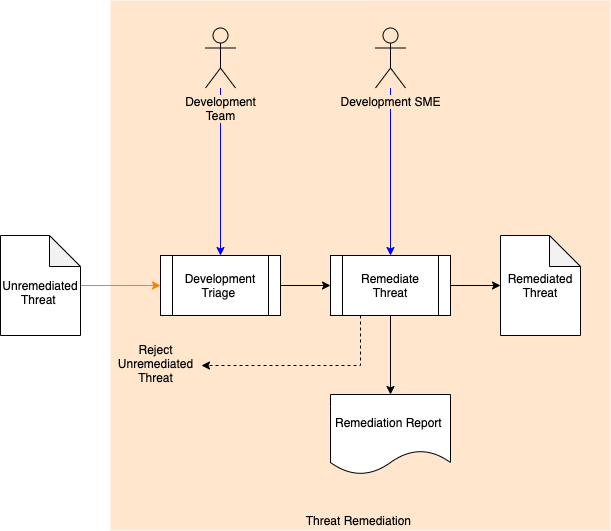 Development
Team
Development SME
Unremediated
Threat
Development
Triage
Remediate
Threat
Remediated
Threat
Reject
Unremediated
Threat
Remediation Report
Threat Remediation